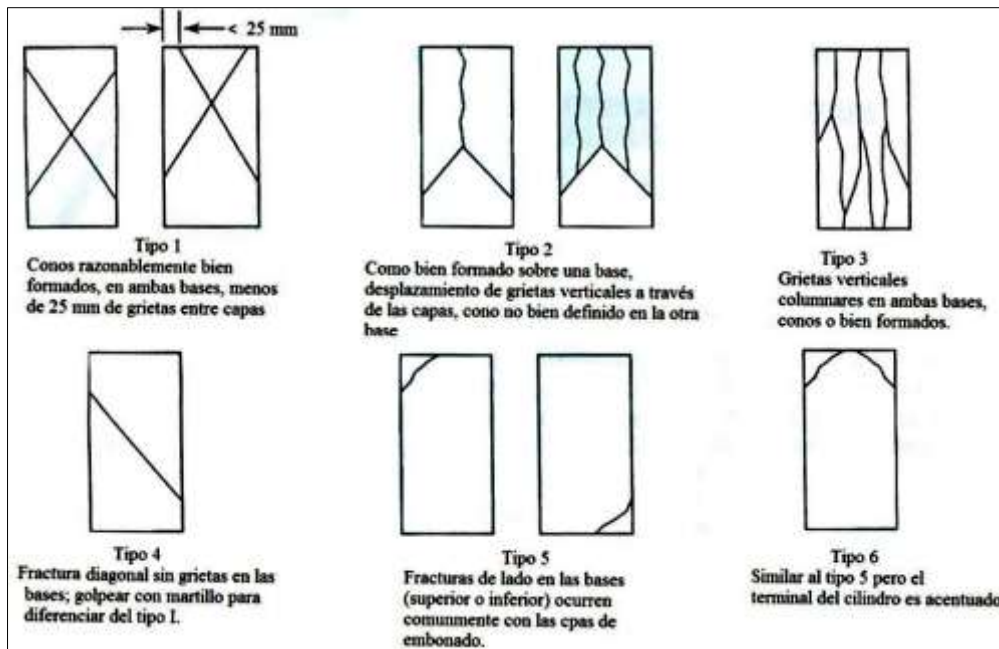 < 25 mm
Tipo 1
Conos razonablemente bien
formados, en ambas bases, menos
de 25 mm de grietas entre capas
Tipo 2
Como bien formado sobre una base,
desplazamiento de grietas verticales a través
de las capas, cono no bien definido en la otra
base
Tipo 3
Grietas verticales
columnares en ambas bases,
conos o bien formados.
Tipo 4
Fractura diagonal sin grietas en las
bases; golpear con martillo para
diferenciar del tipo I.
Tipo 5
Fracturas de lado en las bases
(superior o inferior) ocurren
comunmente con las cpas de
embonado.
Tipo 6
Similar al tipo 5 pero el
terminal del cilindro es acentuado